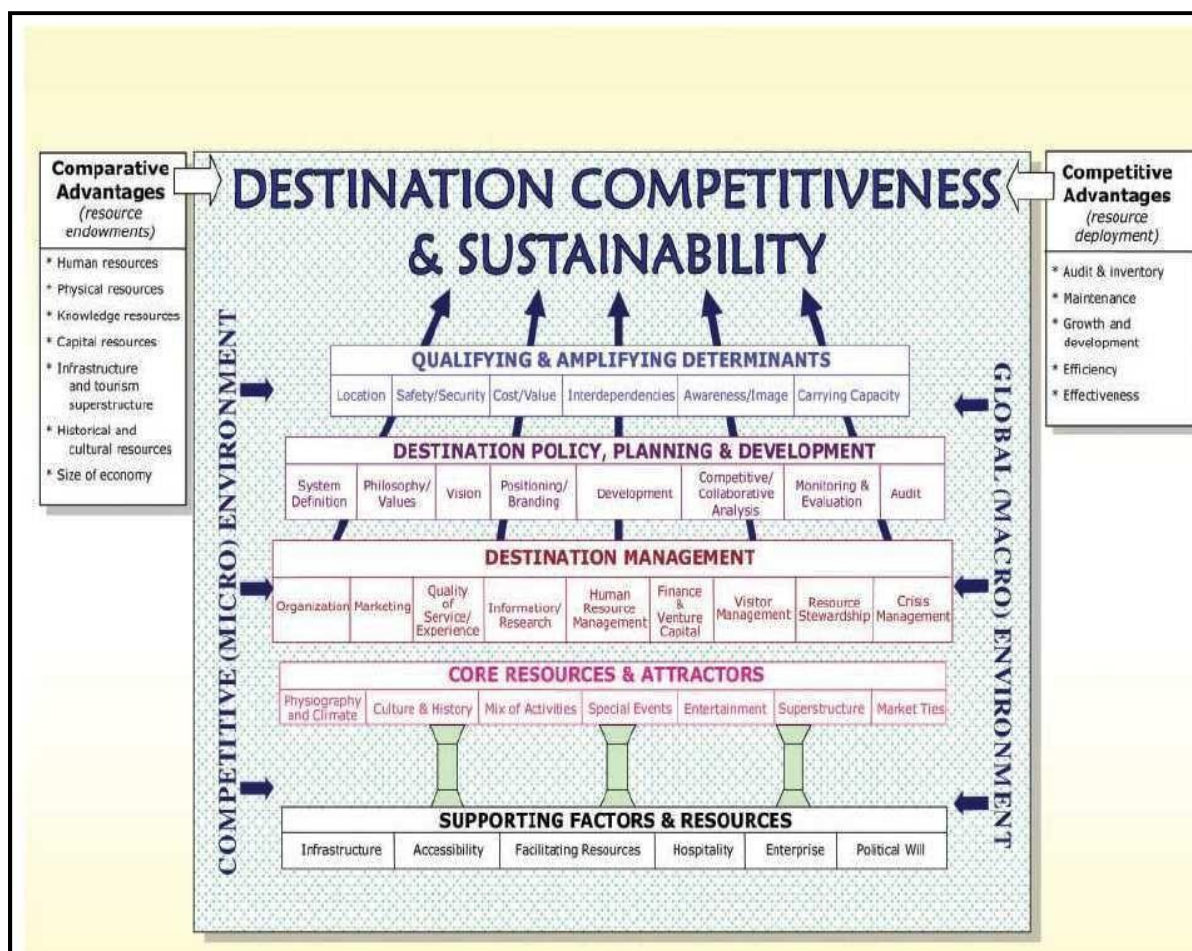 Comparative
Advantages
(resource
endowments)
* Human resources
* Physical resources
* Knowledge resources
* Capital resources
* Infrastructure
and tourism
superstructure
* Historical and
cultural resources
* Size of economy
DESTINATION COMPETITIVENESS
& SUSTAINABILITY
Competitive
Advantages
(resource
deployment)
* Audit & inventory
* Maintenance
* Growth and
development
* Efficiency
* Effectiveness
COMPETITIVE (MICRO) ENVIRONMENT
GLOBAL (MACRO) ENVIRONMENT
QUALIFYING & AMPLIFYING DETERMINANTS
Location Safety/Security Cost/Value Interdependencies Awareness/Image Carrying Capacity
DESTINATION POLICY, PLANNING & DEVELOPMENT
System
Definition
Philosophy/
Values
Vision
Positioning/
Branding
Development
Competitive/
Collaborative
Analysis
Monitoring &
Evaluation
Audit
DESTINATION MANAGEMENT
Organization
Marketing
Quality
of
Service/
Experience
Information/
Research
Human
Resource
Management
Finance
&
Venture
Capital
Visitor
Management
Resource
Stewardship
Crisis
Management
CORE RESOURCES & ATTRACTORS
Physiography
and Climate
Culture & History
Mix of Activities
Special Events
Entertainment
Superstructure
Market Ties
SUPPORTING FACTORS & RESOURCES
Infrastructure Accessibility Facilitating Resources Hospitality Enterprise Political Will